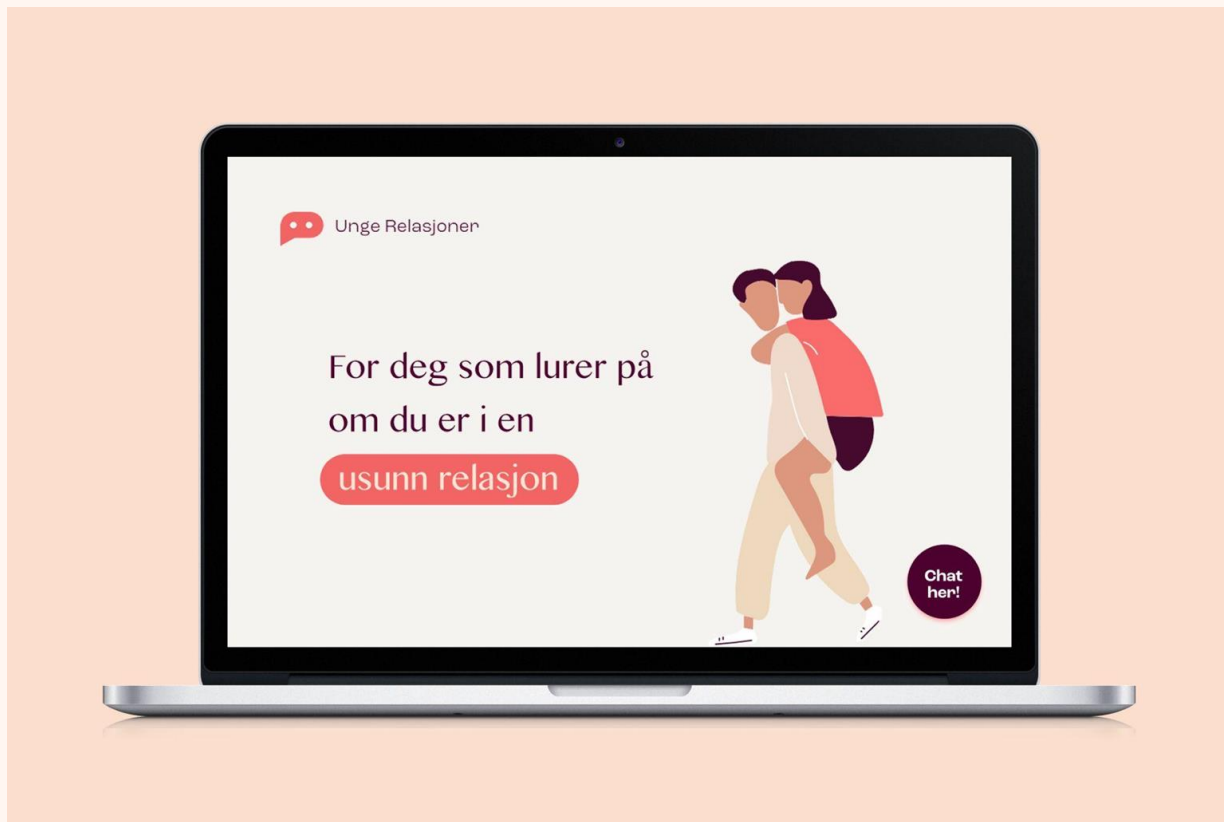 Unge Relasjoner
For deg som lurer på
om du er i en
usunn relasjon
Chat
her!